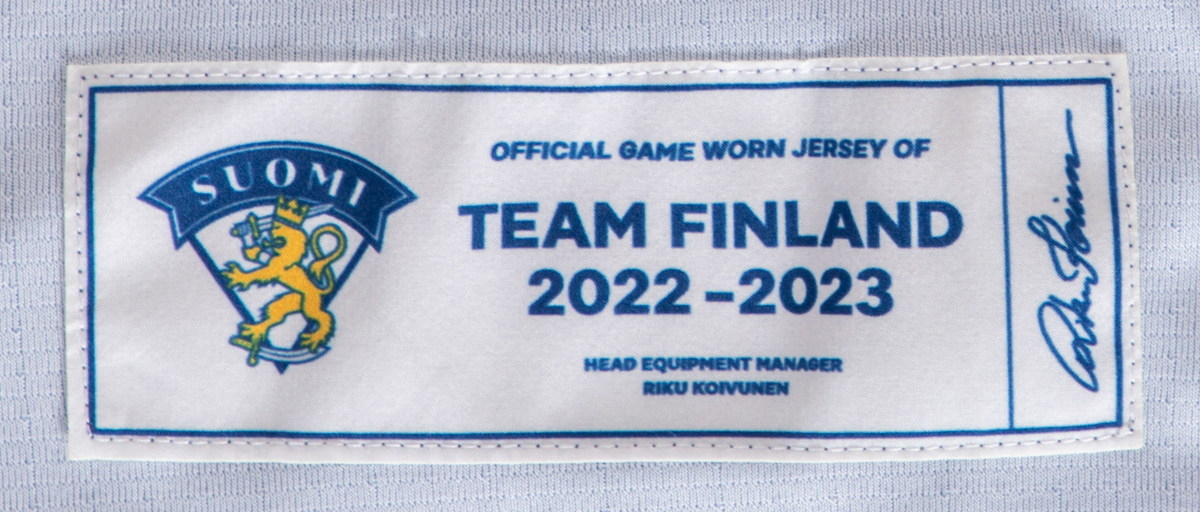 SUOMI
OFFICIAL GAME WORN JERSEY OF
TEAM FINLAND
2022 –2023
HEAD EQUIPMENT MANAGER
RIKU KOIVUNEN